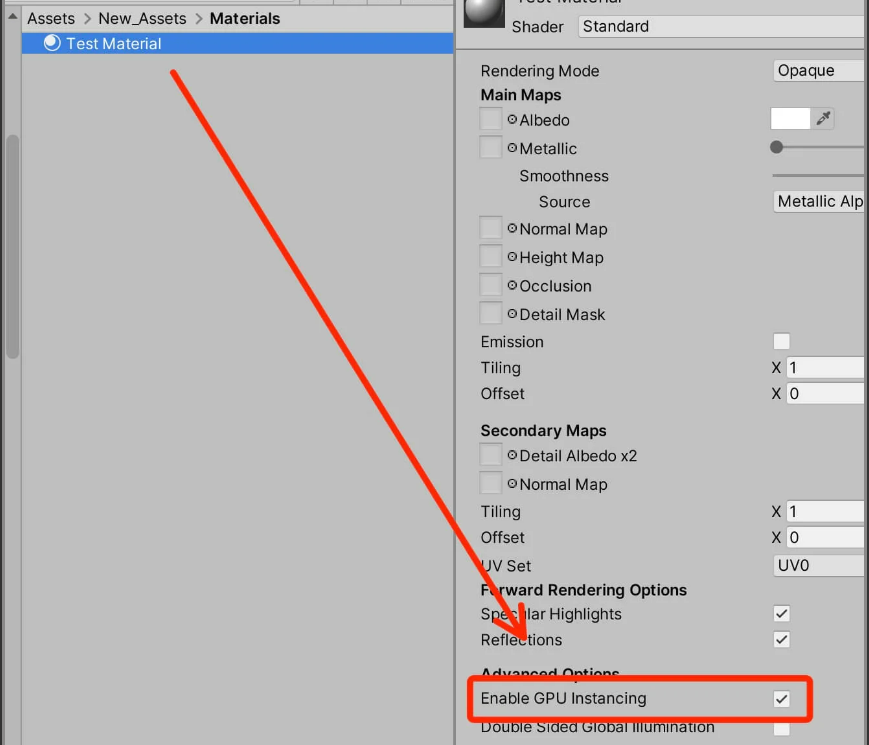 Assets > New_Assets > Materials
Test Material
Test Material
Shader Standard
Rendering Mode Opaque
Main Maps
Albedo
Metallic
Smoothness
Source Metallic Alp
Normal Map
Height Map
Occlusion
Detail Mask
Emission
Tiling X 1
Offset X 0
Secondary Maps
Detail Albedo x2
Normal Map
Tiling X 1
Offset X 0
UV Set UV0
Forward Rendering Options
Specular Highlights
Reflections
Advanced Options
Enable GPU Instancing
Double Sided Global Illumination